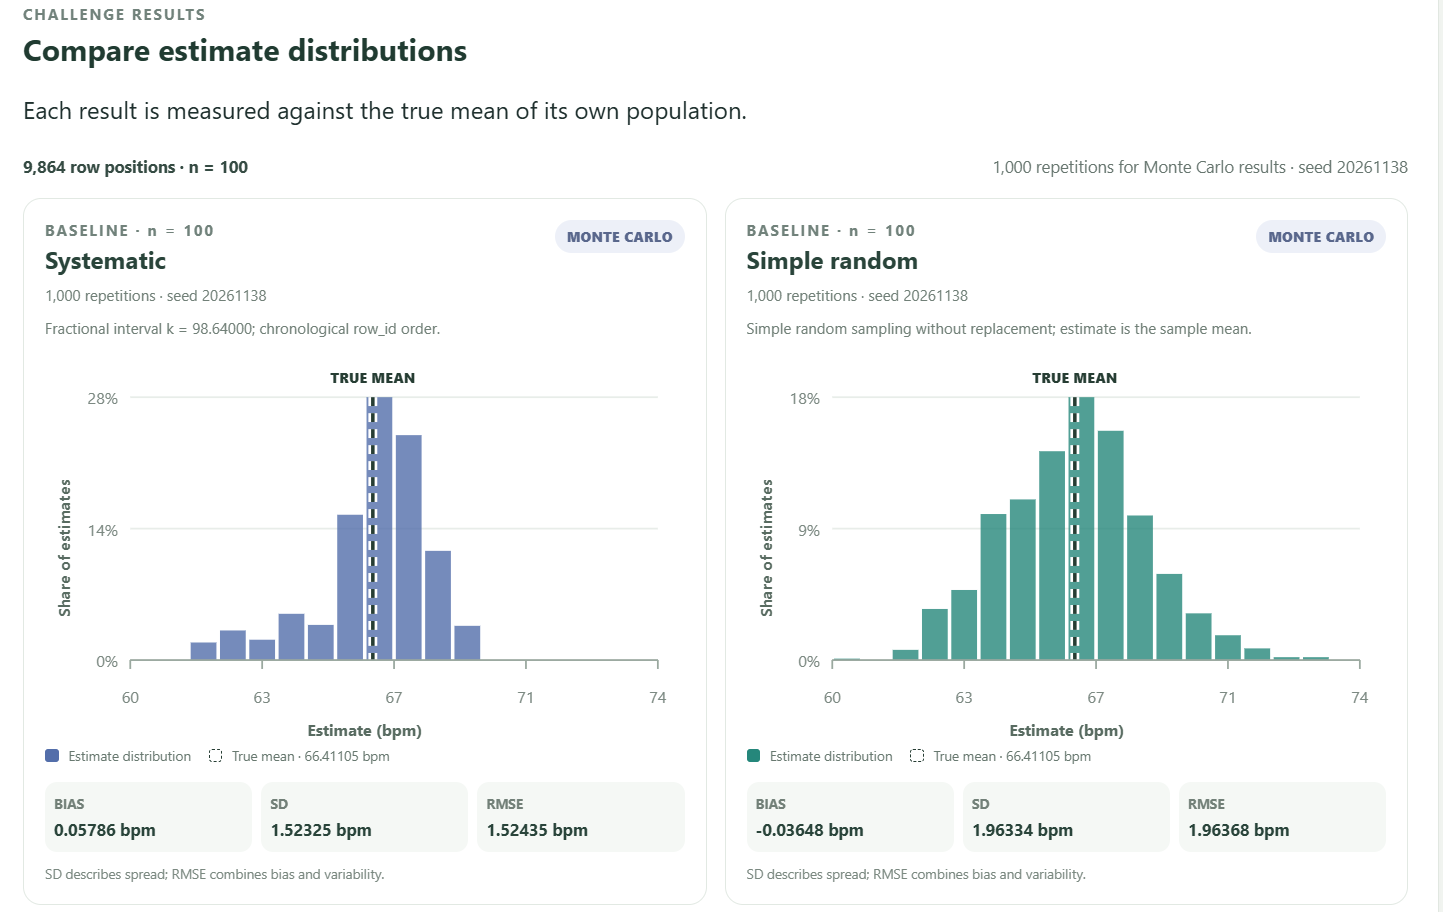 CHALLENGE RESULTS
Compare estimate distributions
Each result is measured against the true mean of its own population.
9,864 row positions · n = 100
1,000 repetitions for Monte Carlo results · seed 20261138
BASELINE · n = 100
MONTE CARLO
Systematic
1,000 repetitions · seed 20261138
Fractional interval k = 98.64000; chronological row_id order.
TRUE MEAN
28%
14%
0%
Share of estimates
60 63 67 71 74
Estimate (bpm)
Estimate distribution True mean · 66.41105 bpm
BIAS
0.05786 bpm
SD
1.52325 bpm
RMSE
1.52435 bpm
SD describes spread; RMSE combines bias and variability.
BASELINE · n = 100
MONTE CARLO
Simple random
1,000 repetitions · seed 20261138
Simple random sampling without replacement; estimate is the sample mean.
TRUE MEAN
18%
9%
0%
Share of estimates
60 63 67 71 74
Estimate (bpm)
Estimate distribution True mean · 66.41105 bpm
BIAS
-0.03648 bpm
SD
1.96334 bpm
RMSE
1.96368 bpm
SD describes spread; RMSE combines bias and variability.